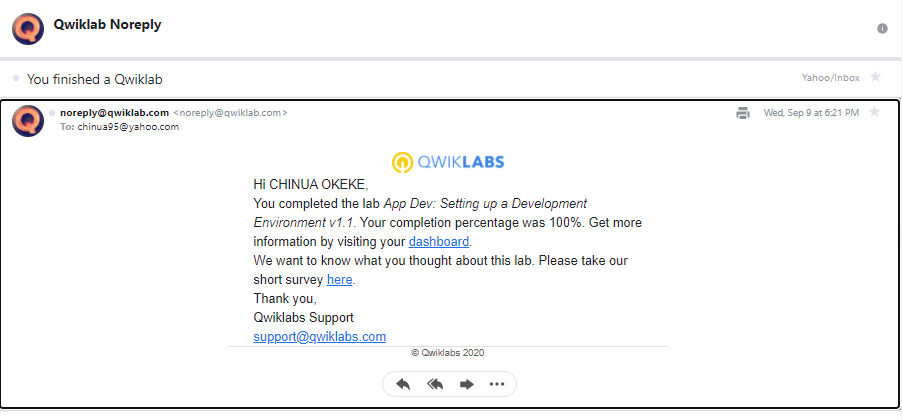 Qwiklab Noreply
You finished a Qwiklab
Yahoo/Inbox
noreply@qwiklab.com <noreply@qwiklab.com>
Wed, Sep 9 at 6:21 PM
To: chinua95@yahoo.com
QWIKLABS
Hi CHINUA OKEKE,
You completed the lab App Dev: Setting up a Development
Environment v1.1. Your completion percentage was 100%. Get more
information by visiting your dashboard.
We want to know what you thought about this lab. Please take our
short survey here.
Thank you,
Qwiklabs Support
support@qwiklabs.com
© Qwiklabs 2020